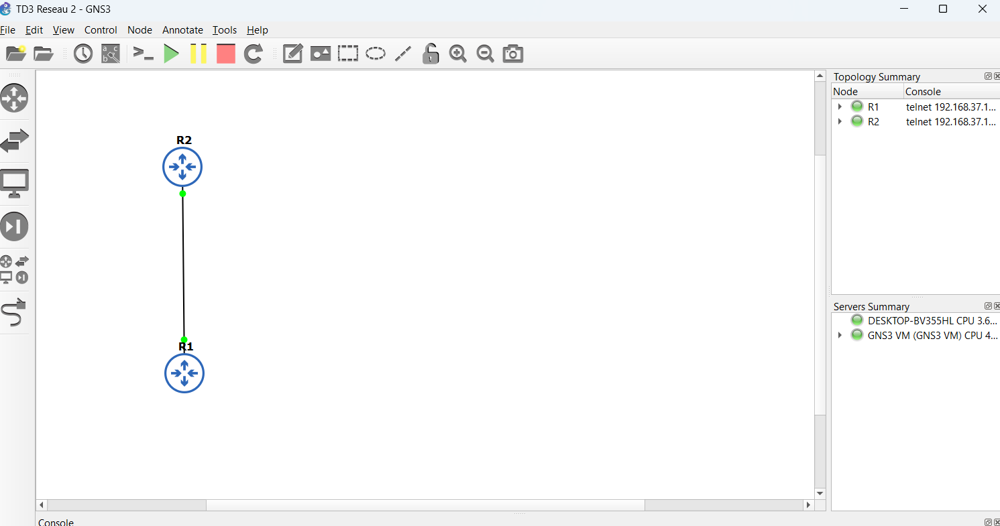 TD3 Reseau 2 - GNS3
File Edit View Control Node Annotate Tools Help
Topology Summary
Node Console
R1 telnet 192.168.37.1...
R2 telnet 192.168.37.1...
R2
R1
Servers Summary
DESKTOP-BV355HL CPU 3.6...
GNS3 VM (GNS3 VM) CPU 4...
Console